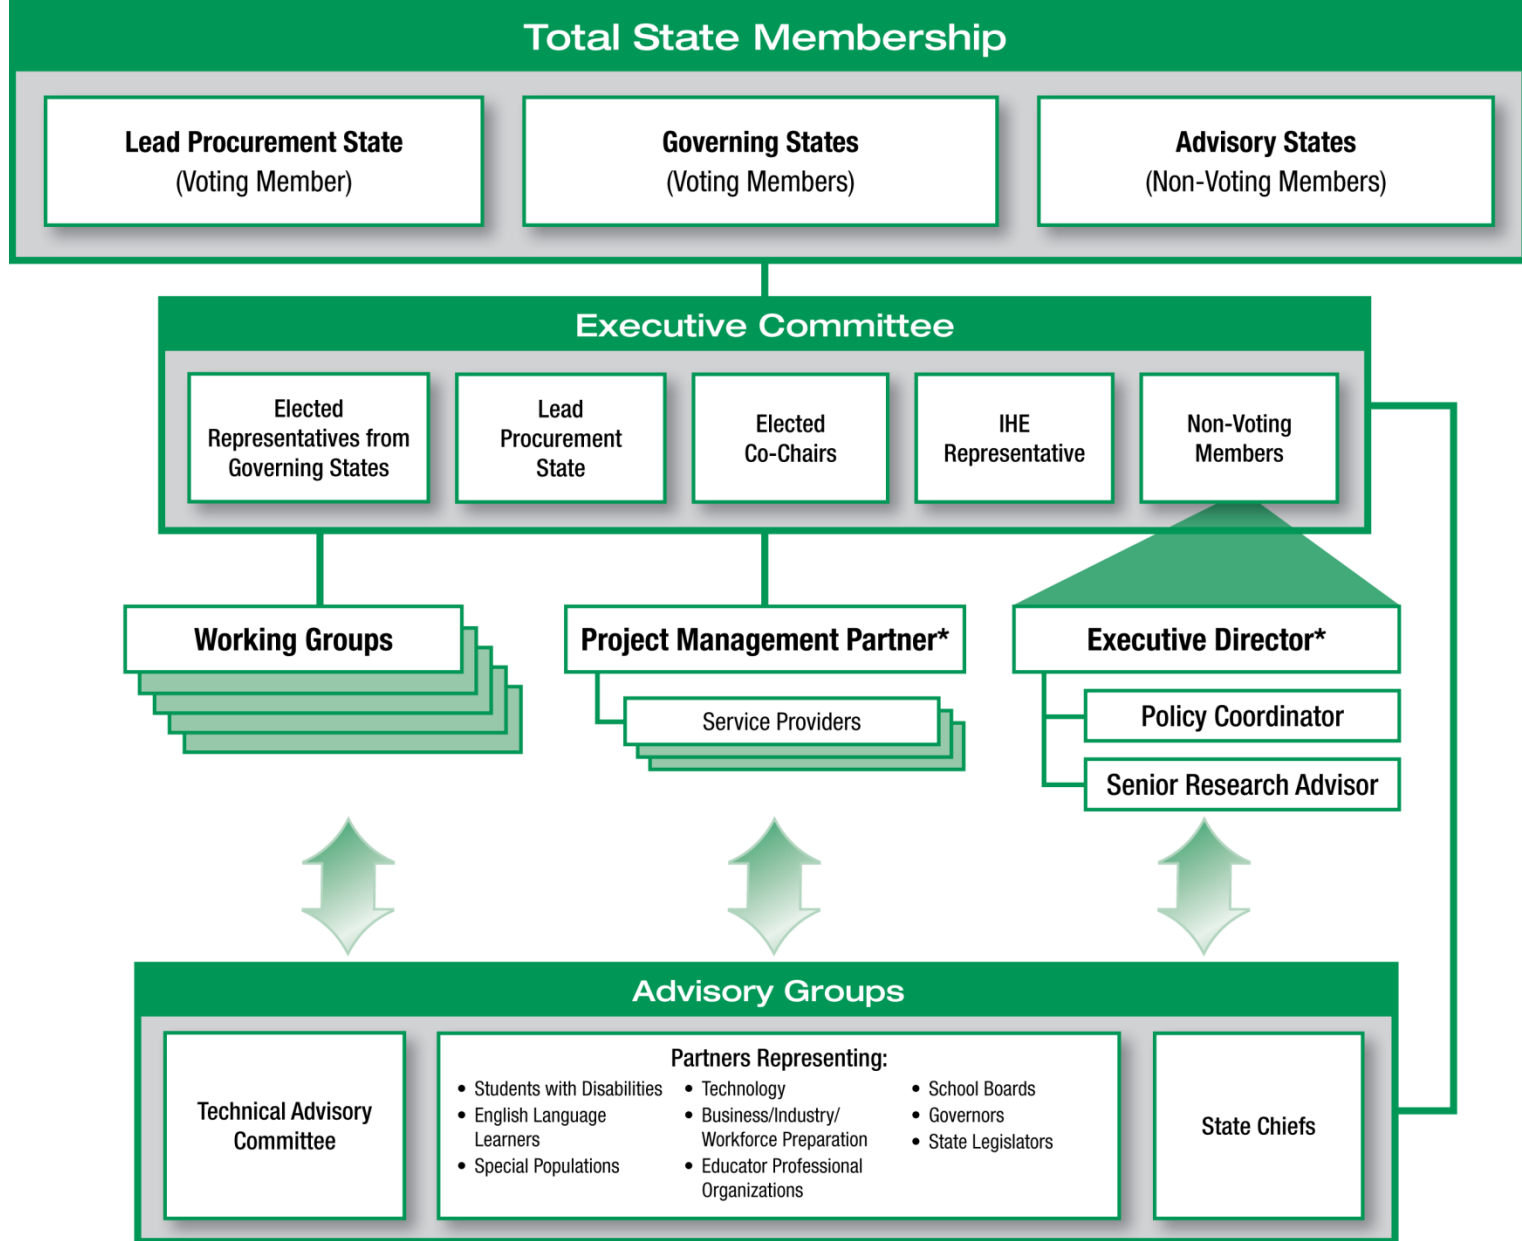 Total State Membership
Lead Procurement State
(Voting Member)
Governing States
(Voting Members)
Advisory States
(Non-Voting Members)
Executive Committee
Elected
Representatives from
Governing States
Lead
Procurement
State
Elected
Co-Chairs
IHE
Representative
Non-Voting
Members
Working Groups
Project Management Partner*
Service Providers
Executive Director*
Policy Coordinator
Senior Research Advisor
Advisory Groups
Technical Advisory
Committee
Partners Representing:
• Students with Disabilities
• English Language
Learners
• Special Populations
• Technology
• Business/Industry/
Workforce Preparation
• Educator Professional
Organizations
• School Boards
• Governors
• State Legislators
State Chiefs